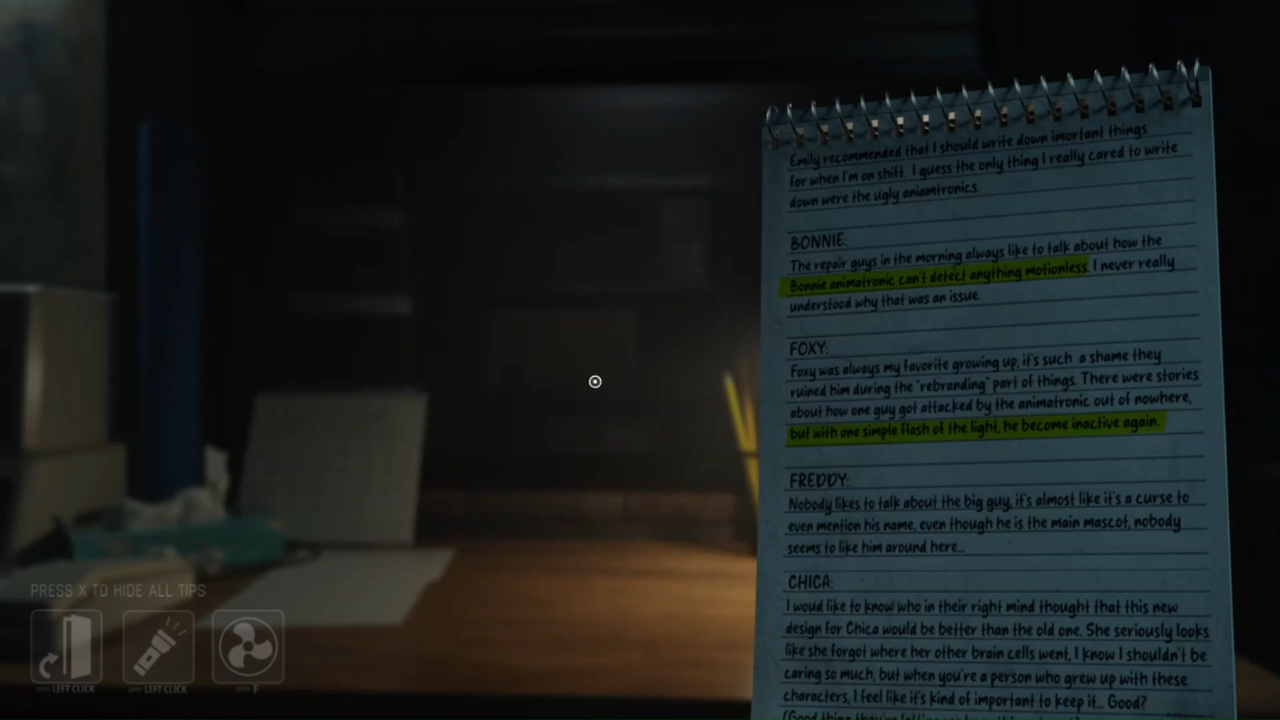 Emily recommended that I should write down imortant things
for when I'm on shift. I guess the only thing I really cared to write
down were the ugly aniamtronics.
BONNIE:
The repair guys in the morning always like to talk about how the
Bonnie animatronic can't detect anything motionless. I never really
understood why that was an issue.
FOXY:
Foxy was always my favorite growing up, it's such a shame they
ruined him during the "rebranding" part of things. There were stories
about how one guy got attacked by the animatronic out of nowhere,
but with one simple flash of the light, he become inactive again.
FREDDY:
Nobody likes to talk about the big guy, it's almost like it's a curse to
even mention his name, even though he is the main mascot, nobody
seems to like him around here...
CHICA:
I woud like to know who in their right mind thought that this new
design for Chica would be better than the old one. She seriously looks
like she forgot where her other brain cells went, I know I shouldn't be
caring so much, but when you're a person who grew up with these
characters, I feel like it's kind of important to keep it... Good?
(Good thing they're letting
PRESS X TO HIDE ALL TIPS
LEFT CLICK
LEFT CLICK
F